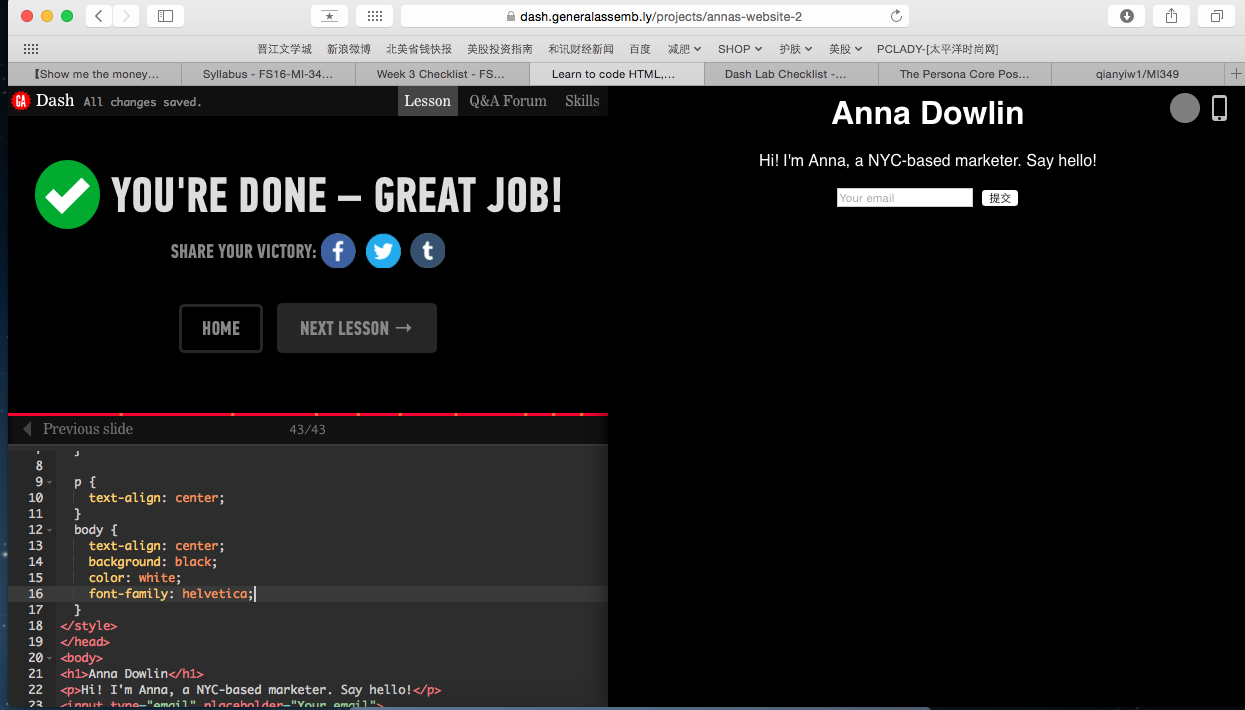 dash.generalassemb.ly/projects/annas-website-2
晋江文学城 新浪微博 北美省钱快报 美股投资指南 和讯财经新闻 百度 减肥 SHOP 护肤 美股 PCLADY-[太平洋时尚网]
【Show me the money... Syllabus - FS16-MI-34... Week 3 Checklist - FS... Learn to code HTML,... Dash Lab Checklist -... The Persona Core Pos... qianyiw1/MI349
GA Dash All changes saved. Lesson Q&A Forum Skills
YOU'RE DONE – GREAT JOB!
SHARE YOUR VICTORY: f t
HOME NEXT LESSON →
Previous slide 43/43
8
9 p {
10 text-align: center;
11 }
12 body {
13 text-align: center;
14 background: black;
15 color: white;
16 font-family: helvetica;
17 }
18 </style>
19 </head>
20 <body>
21 <h1>Anna Dowlin</h1>
22 <p>Hi! I'm Anna, a NYC-based marketer. Say hello!</p>
23 <input type="email" placeholder="Your email">
Anna Dowlin
Hi! I'm Anna, a NYC-based marketer. Say hello!
Your email 提交